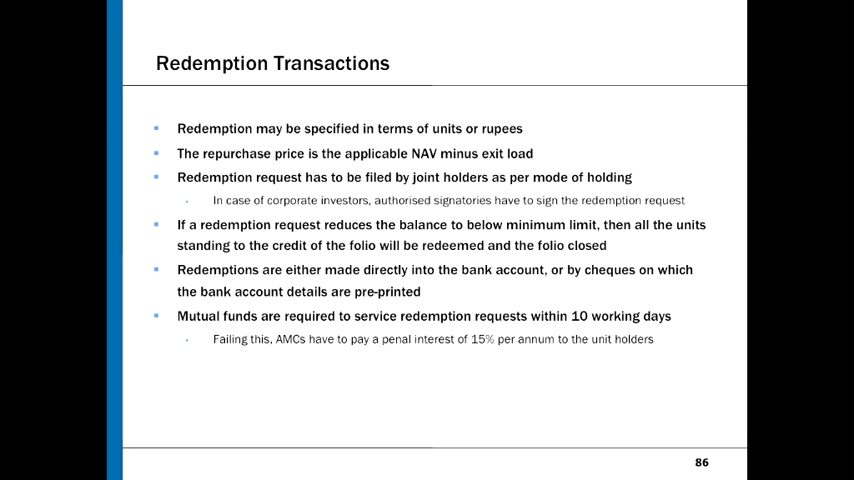 Redemption Transactions
Redemption may be specified in terms of units or rupees
The repurchase price is the applicable NAV minus exit load
Redemption request has to be filed by joint holders as per mode of holding
In case of corporate investors, authorised signatories have to sign the redemption request
If a redemption request reduces the balance to below minimum limit, then all the units
standing to the credit of the folio will be redeemed and the folio closed
Redemptions are either made directly into the bank account, or by cheques on which
the bank account details are pre-printed
Mutual funds are required to service redemption requests within 10 working days
Failing this, AMCs have to pay a penal interest of 15% per annum to the unit holders
86